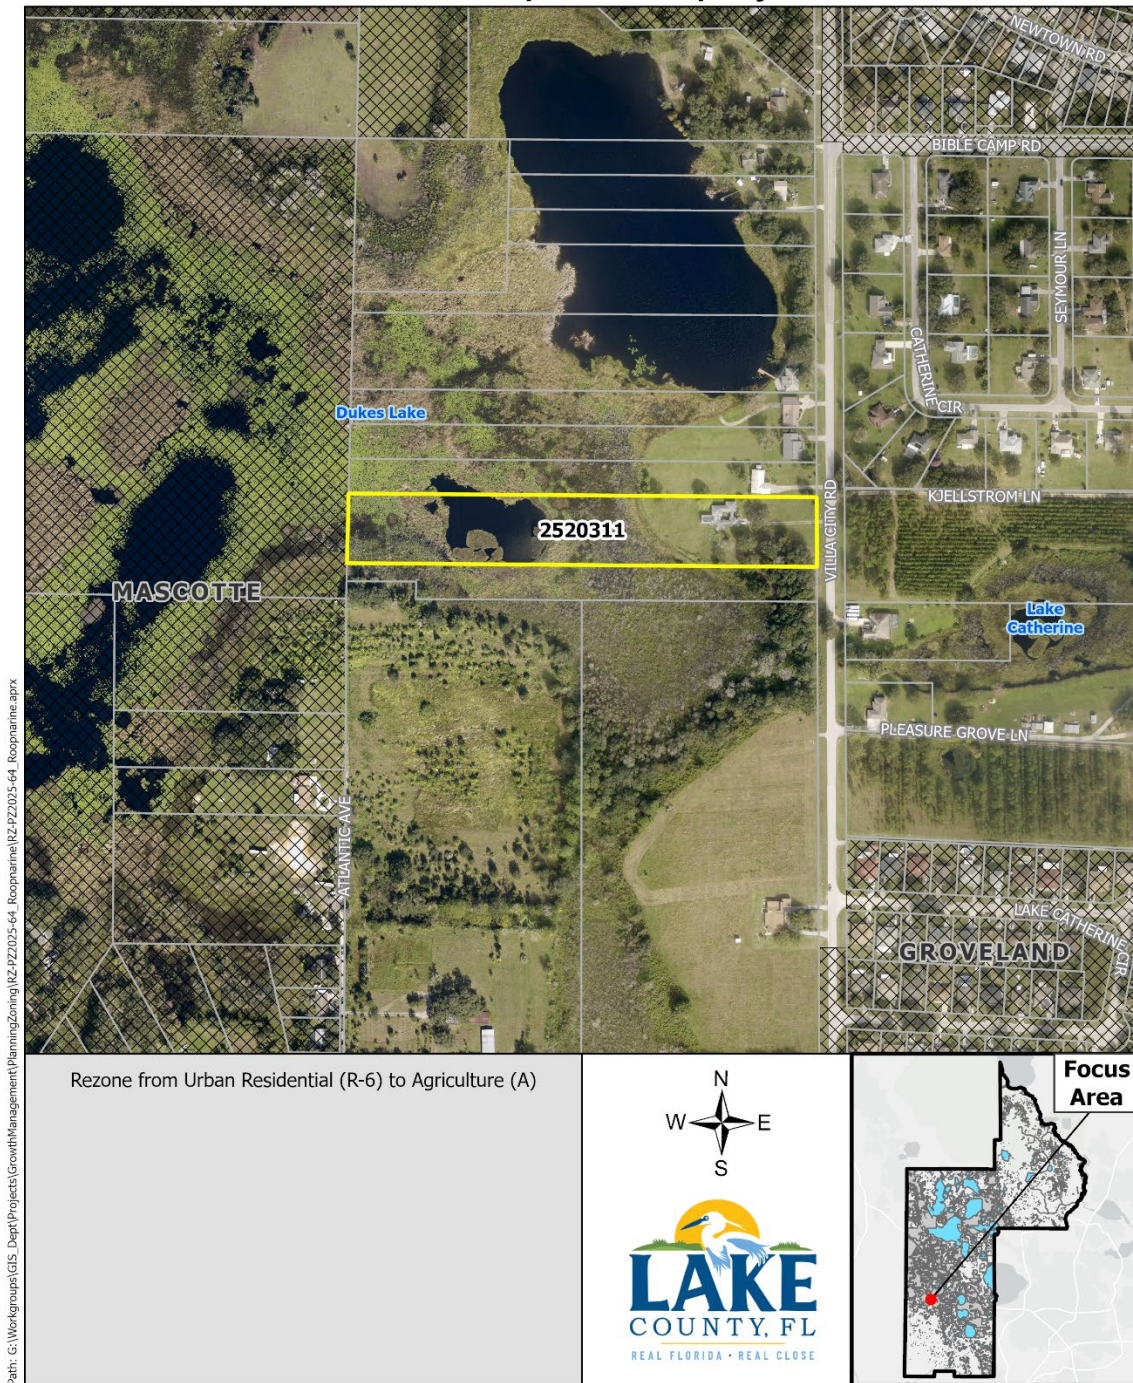 NEWTOWN RD
BIBLE CAMP RD
SEYMOUR LN
CATHERINE
CIR
Dukes Lake
VILLA CITY RD
KJELLSTROM LN
2520311
MASCOTTE
Lake
Catherine
PLEASURE GROVE LN
ATLANTIC AVE
LAKE CATHERINE
CIR
GROVELAND
Path: G:\Workgroups\GIS_Dept\Projects\GrowthManagement\PlanningZoning\RZ-PZ2025-64_Roopnarine\RZ-PZ2025-64_Roopnarine.aprx
Rezone from Urban Residential (R-6) to Agriculture (A)
N
W E
S
LAKE
COUNTY, FL
REAL FLORIDA • REAL CLOSE
Focus
Area